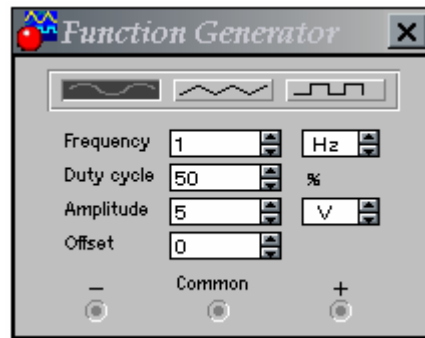 Function Generator
Frequency 1 Hz
Duty cycle 50 %
Amplitude 5 V
Offset 0
− Common +